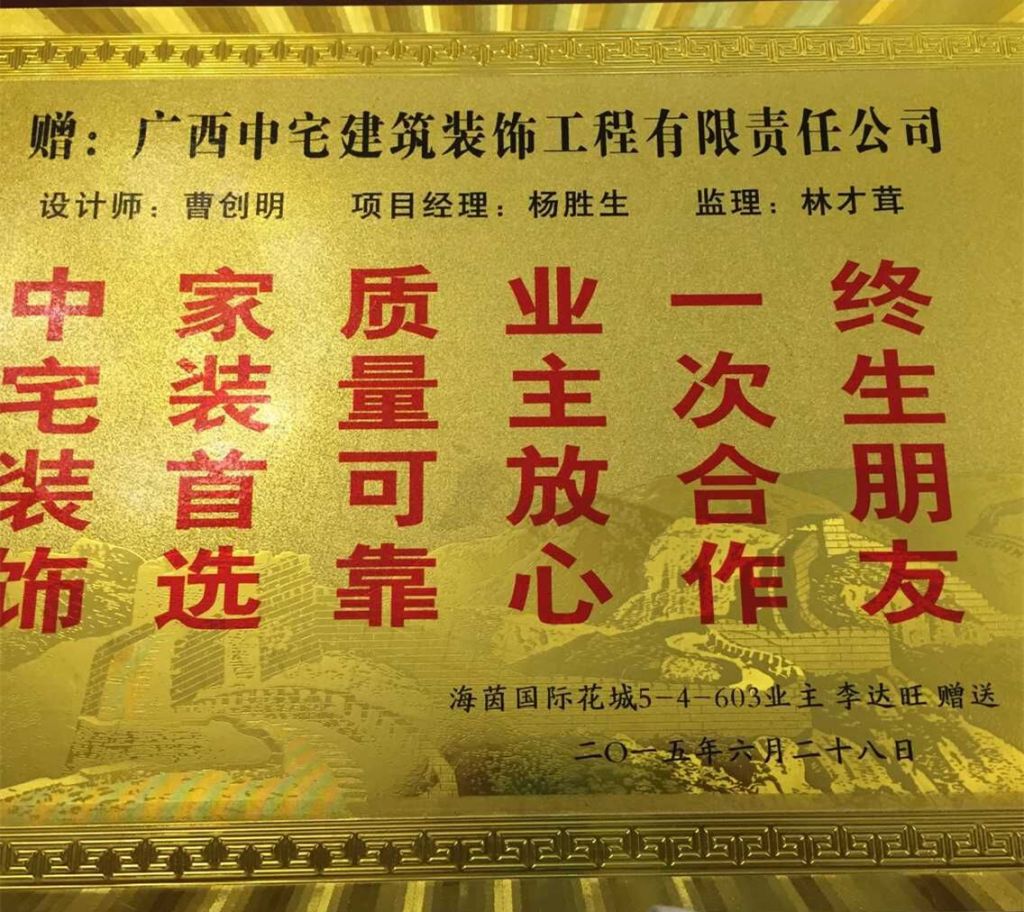 赠：广西中宅建筑装饰工程有限责任公司
设计师：曹创明 项目经理：杨胜生 监理：林才茸
中宅装饰
家装首选
质量可靠
业主放心
一次合作
终生朋友
海茵国际花城5-4-603业主 李达旺 赠送
二〇一五年六月二十八日